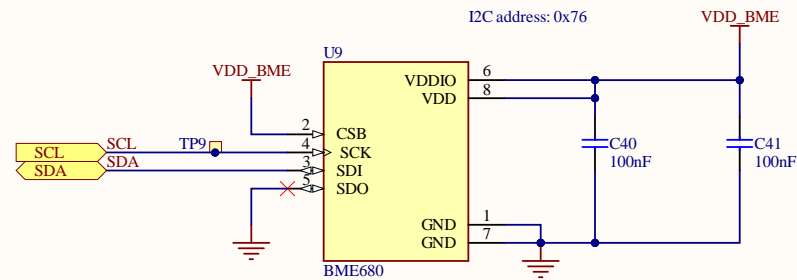 I2C address: 0x76
VDD_BME
U9
VDD_BME
VDDIO 6
VDD 8
2 CSB
TP9
SCL SCL 4 SCK
SDA SDA 3 SDI
5 SDO
C40
100nF
C41
100nF
GND 1
GND 7
BME680